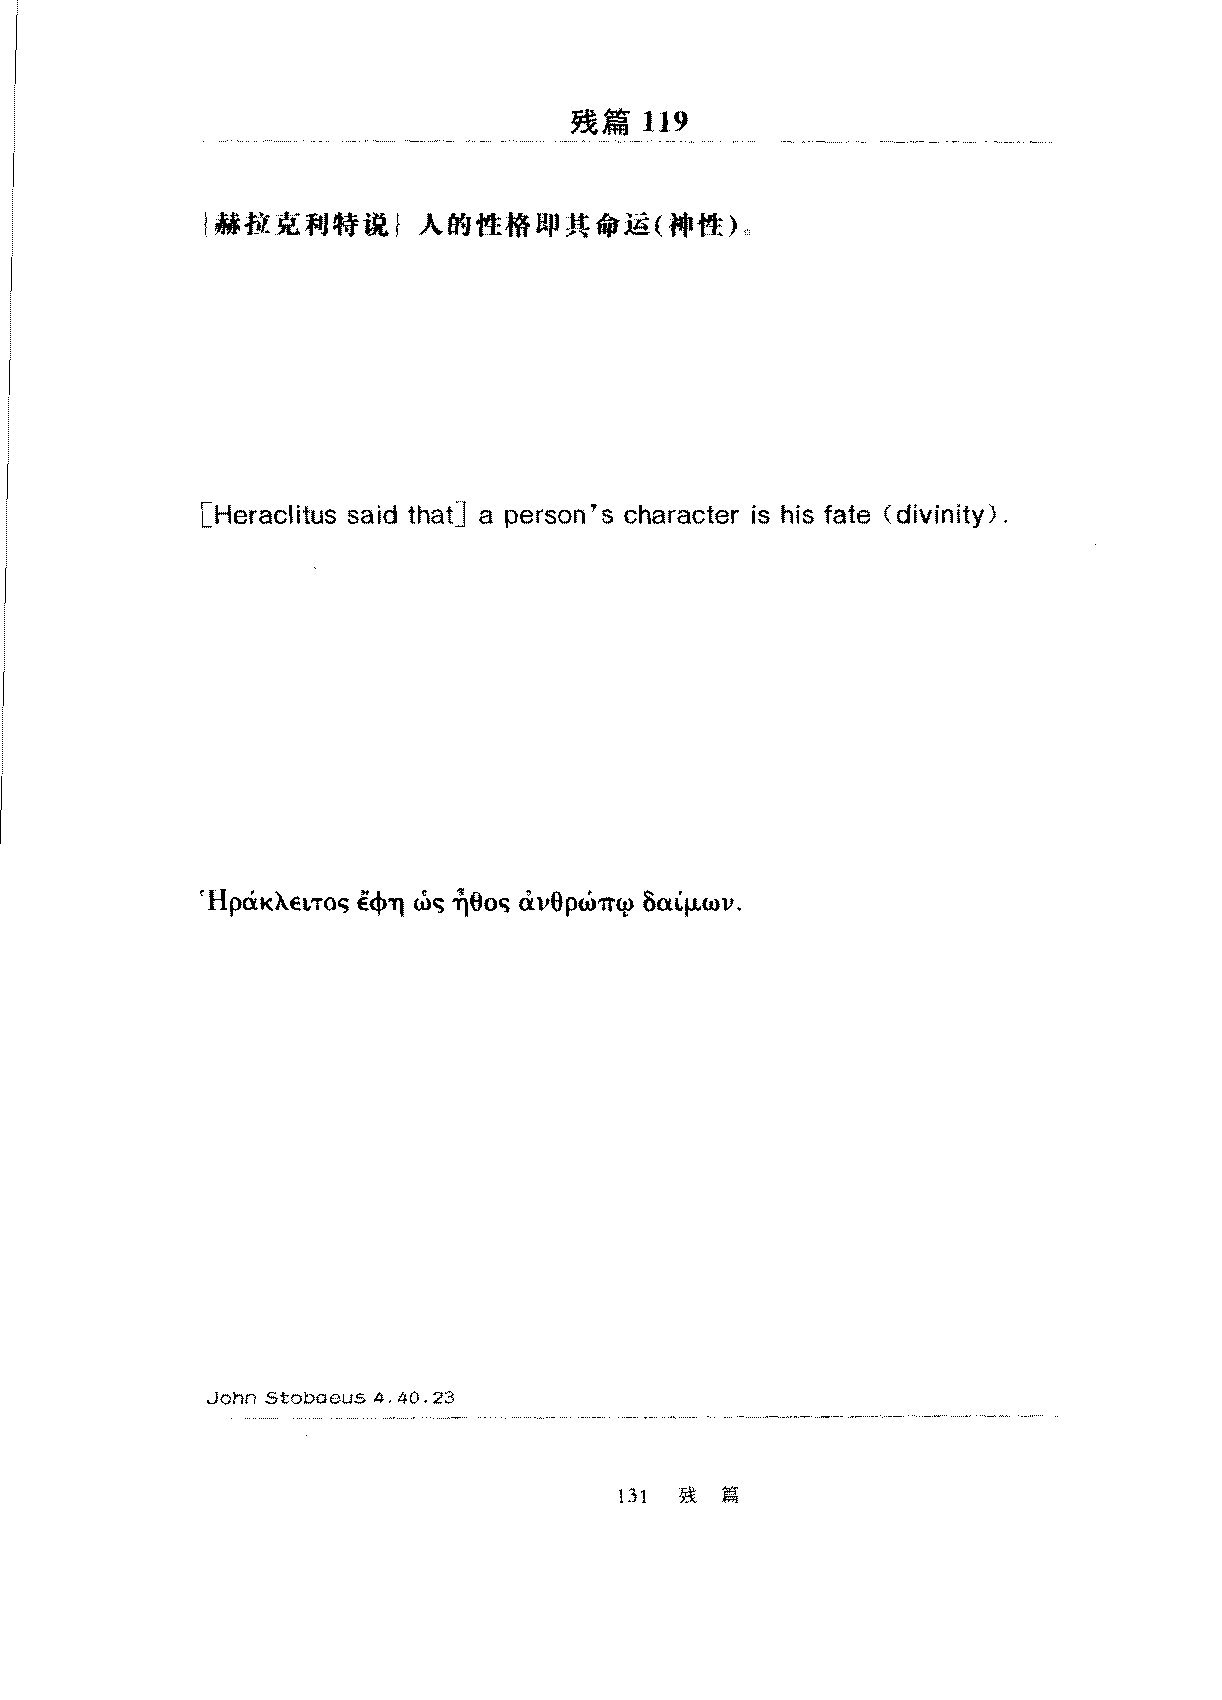 残篇 119
[赫拉克利特说] 人的性格即其命运(神性)。
[Heraclitus said that] a person's character is his fate (divinity).
Ἡράκλειτος ἔφη ὡς ἦθος ἀνθρώπῳ δαίμων.
John Stobaeus 4.40.23
131 残 篇